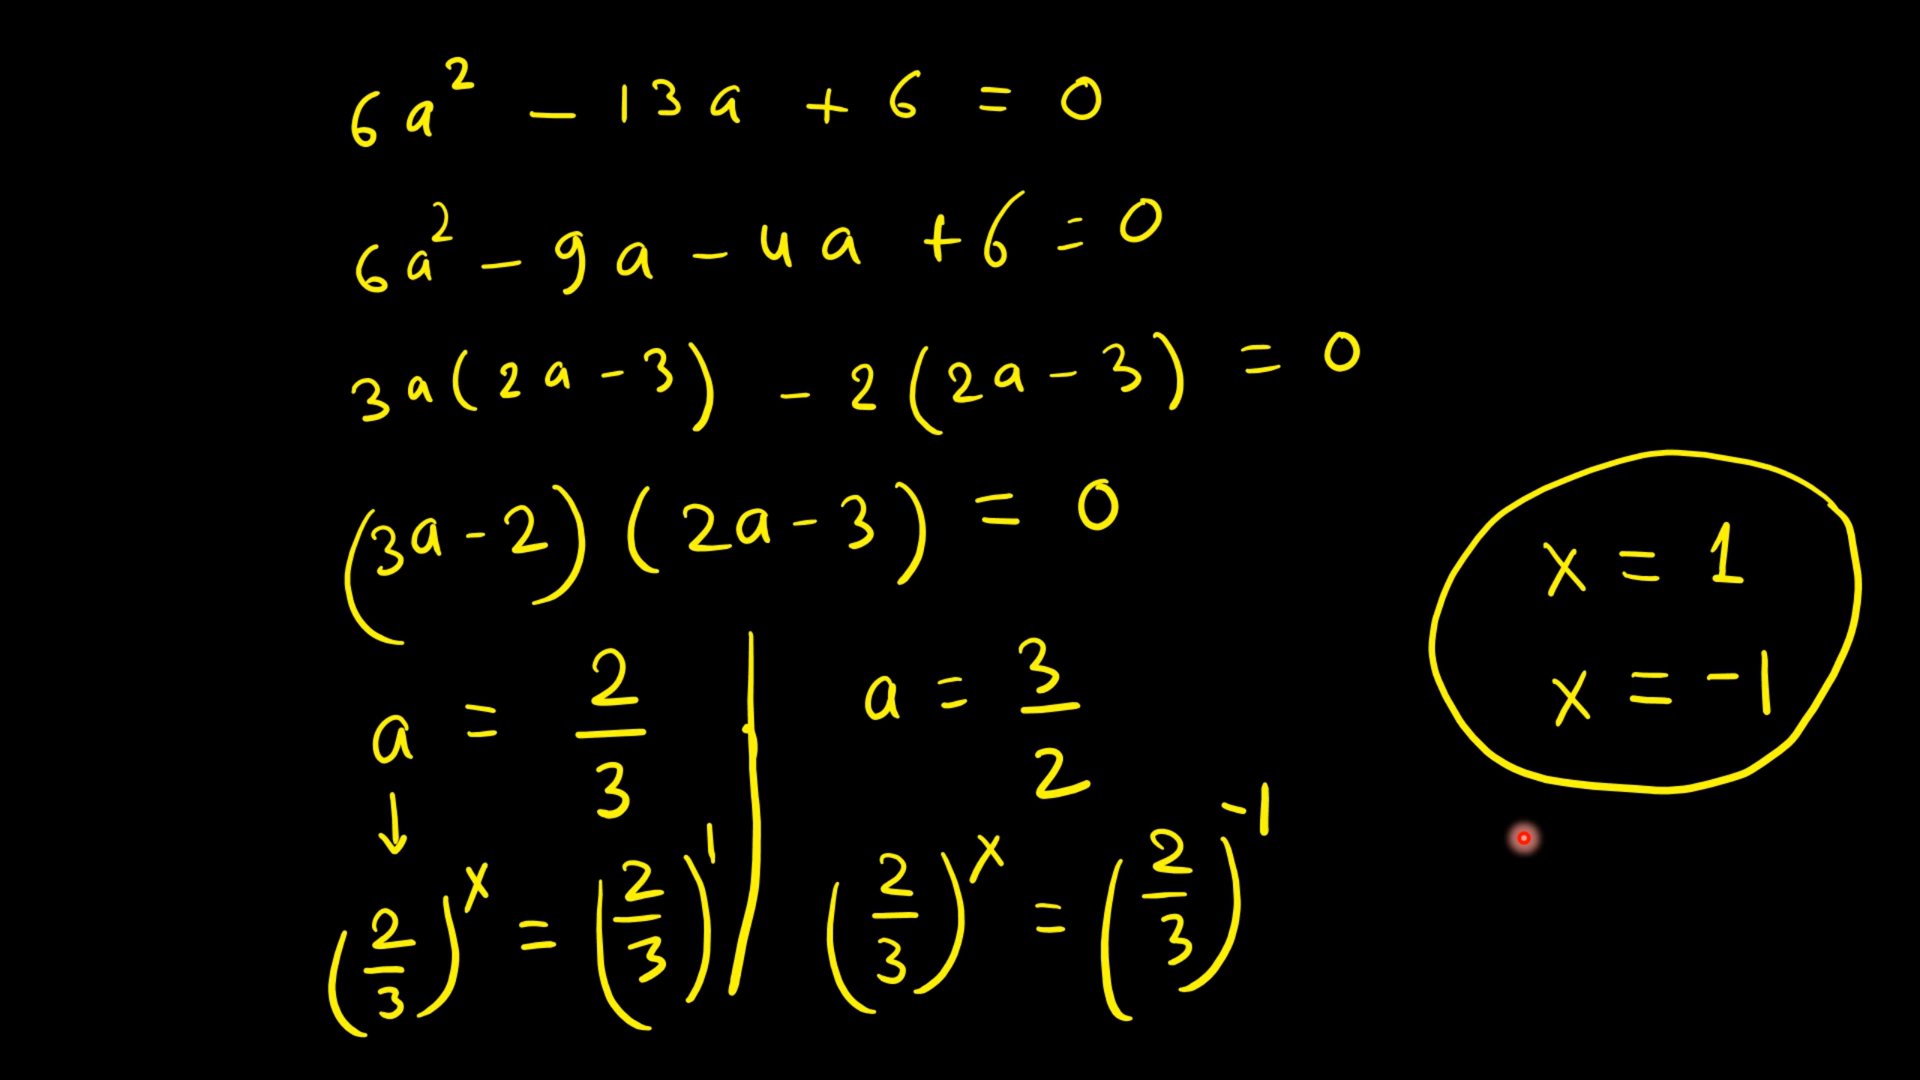 6a² - 13a + 6 = 0
6a² - 9a - 4a + 6 = 0
3a(2a - 3) - 2(2a - 3) = 0
(3a - 2)(2a - 3) = 0
a = 2/3
a = 3/2
(2/3)^x = (2/3)^1
(2/3)^x = (2/3)^-1
x = 1
x = -1